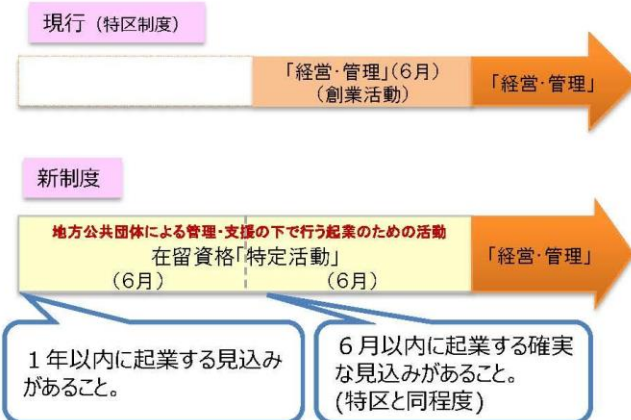 現行（特区制度）
「経営・管理」(６月)
(創業活動)
「経営・管理」
新制度
地方公共団体による管理・支援の下で行う起業のための活動
在留資格「特定活動」
(６月)
(６月)
「経営・管理」
１年以内に起業する見込み
があること。
６月以内に起業する確実
な見込みがあること。
(特区と同程度)